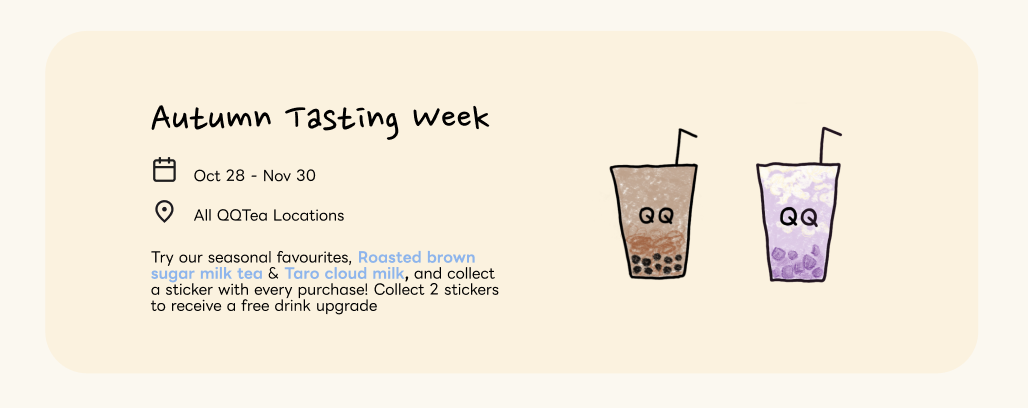 Autumn Tasting Week
Oct 28 - Nov 30
All QQTea Locations
Try our seasonal favourites, Roasted brown
sugar milk tea & Taro cloud milk, and collect
a sticker with every purchase! Collect 2 stickers
to receive a free drink upgrade
QQ
QQ